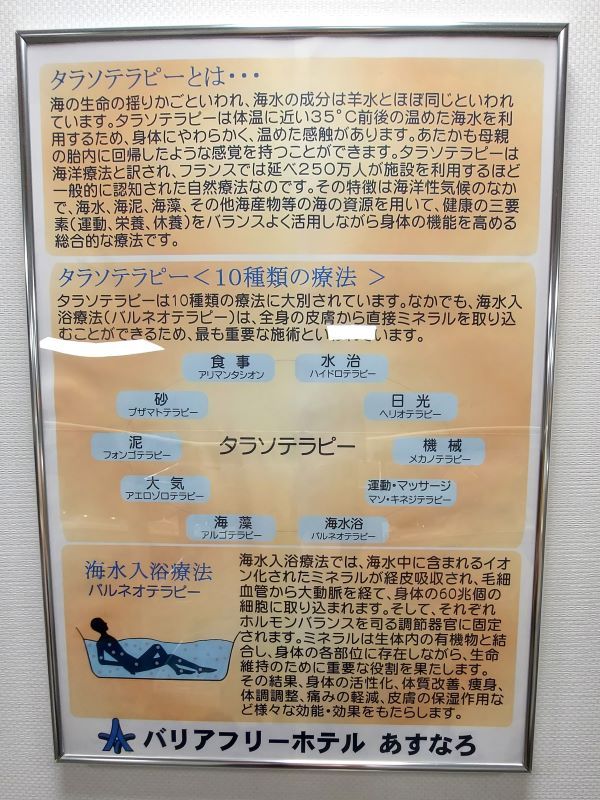 タラソテラピーとは・・・
海の生命の揺りかごといわれ、海水の成分は羊水とほぼ同じといわれ
ています。タラソテラピーは体温に近い35°C前後の温めた海水を利
用するため、身体にやわらかく、温めた感触があります。あたかも母親
の胎内に回帰したような感覚を持つことができます。タラソテラピーは
海洋療法と訳され、フランスでは延べ250万人が施設を利用するほど
一般的に認知された自然療法なのです。その特徴は海洋性気候のなか
で、海水、海泥、海藻、その他海産物等の海の資源を用いて、健康の三要
素(運動、栄養、休養)をバランスよく活用しながら身体の機能を高める
総合的な療法です。
タラソテラピー<10種類の療法 >
タラソテラピーは10種類の療法に大別されています。なかでも、海水入
浴療法(バルネオテラピー)は、全身の皮膚から直接ミネラルを取り込
むことができるため、最も重要な施術といわれています。
食 事
アリマンタシオン
水 治
ハイドロテラピー
砂
プザマトテラピー
日 光
ヘリオテラピー
泥
フォンゴテラピー
タラソテラピー
機 械
メカノテラピー
大 気
アエロゾロテラピー
運動・マッサージ
マソ・キネジテラピー
海 藻
アルゴテラピー
海水浴
バルネオテラピー
海水入浴療法
バルネオテラピー
海水入浴療法では、海水中に含まれるイオ
ン化されたミネラルが経皮吸収され、毛細
血管から大動脈を経て、身体の60兆個の
細胞に取り込まれます。そして、それぞれ
ホルモンバランスを司る調節器官に固定
されます。ミネラルは生体内の有機物と結
合し、身体の各部位に存在しながら、生命
維持のために重要な役割を果たします。
その結果、身体の活性化、体質改善、痩身、
体調調整、痛みの軽減、皮膚の保湿作用な
ど様々な効能・効果をもたらします。
バリアフリーホテル あすなろ